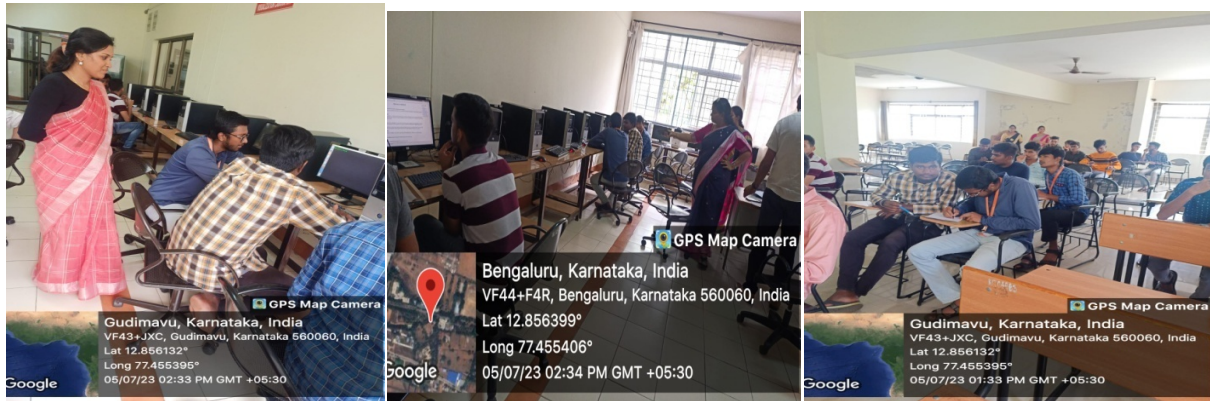 GPS Map Camera
Gudimavu, Karnataka, India
VF43+JXC, Gudimavu, Karnataka 560060, India
Lat 12.856132°
Long 77.455395°
05/07/23 02:33 PM GMT +05:30
Google
GPS Map Camera
Bengaluru, Karnataka, India
VF44+F4R, Bengaluru, Karnataka 560060, India
Lat 12.856399°
Long 77.455406°
05/07/23 02:34 PM GMT +05:30
Google
GPS Map Camera
Gudimavu, Karnataka, India
VF43+JXC, Gudimavu, Karnataka 560060, India
Lat 12.856132°
Long 77.455395°
05/07/23 01:33 PM GMT +05:30
Google